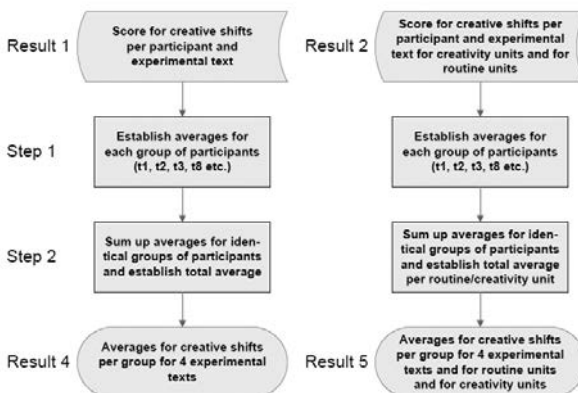 Result 1
Score for creative shifts
per participant and
experimental text
Result 2
Score for creative shifts per
participant and experimental
text for creativity units and for
routine units
Step 1
Establish averages for
each group of participants
(t1, t2, t3, t8 etc.)
Establish averages for
each group of participants
(t1, t2, t3, t8 etc.)
Step 2
Sum up averages for iden-
tical groups of participants
and establish total average
Sum up averages for identical
groups of participants
and establish total average
per routine/creativity unit
Result 4
Averages for creative shifts
per group for 4 experimental
texts
Result 5
Averages for creative shifts
per group for 4 experimental
texts and for routine units
and for creativity units